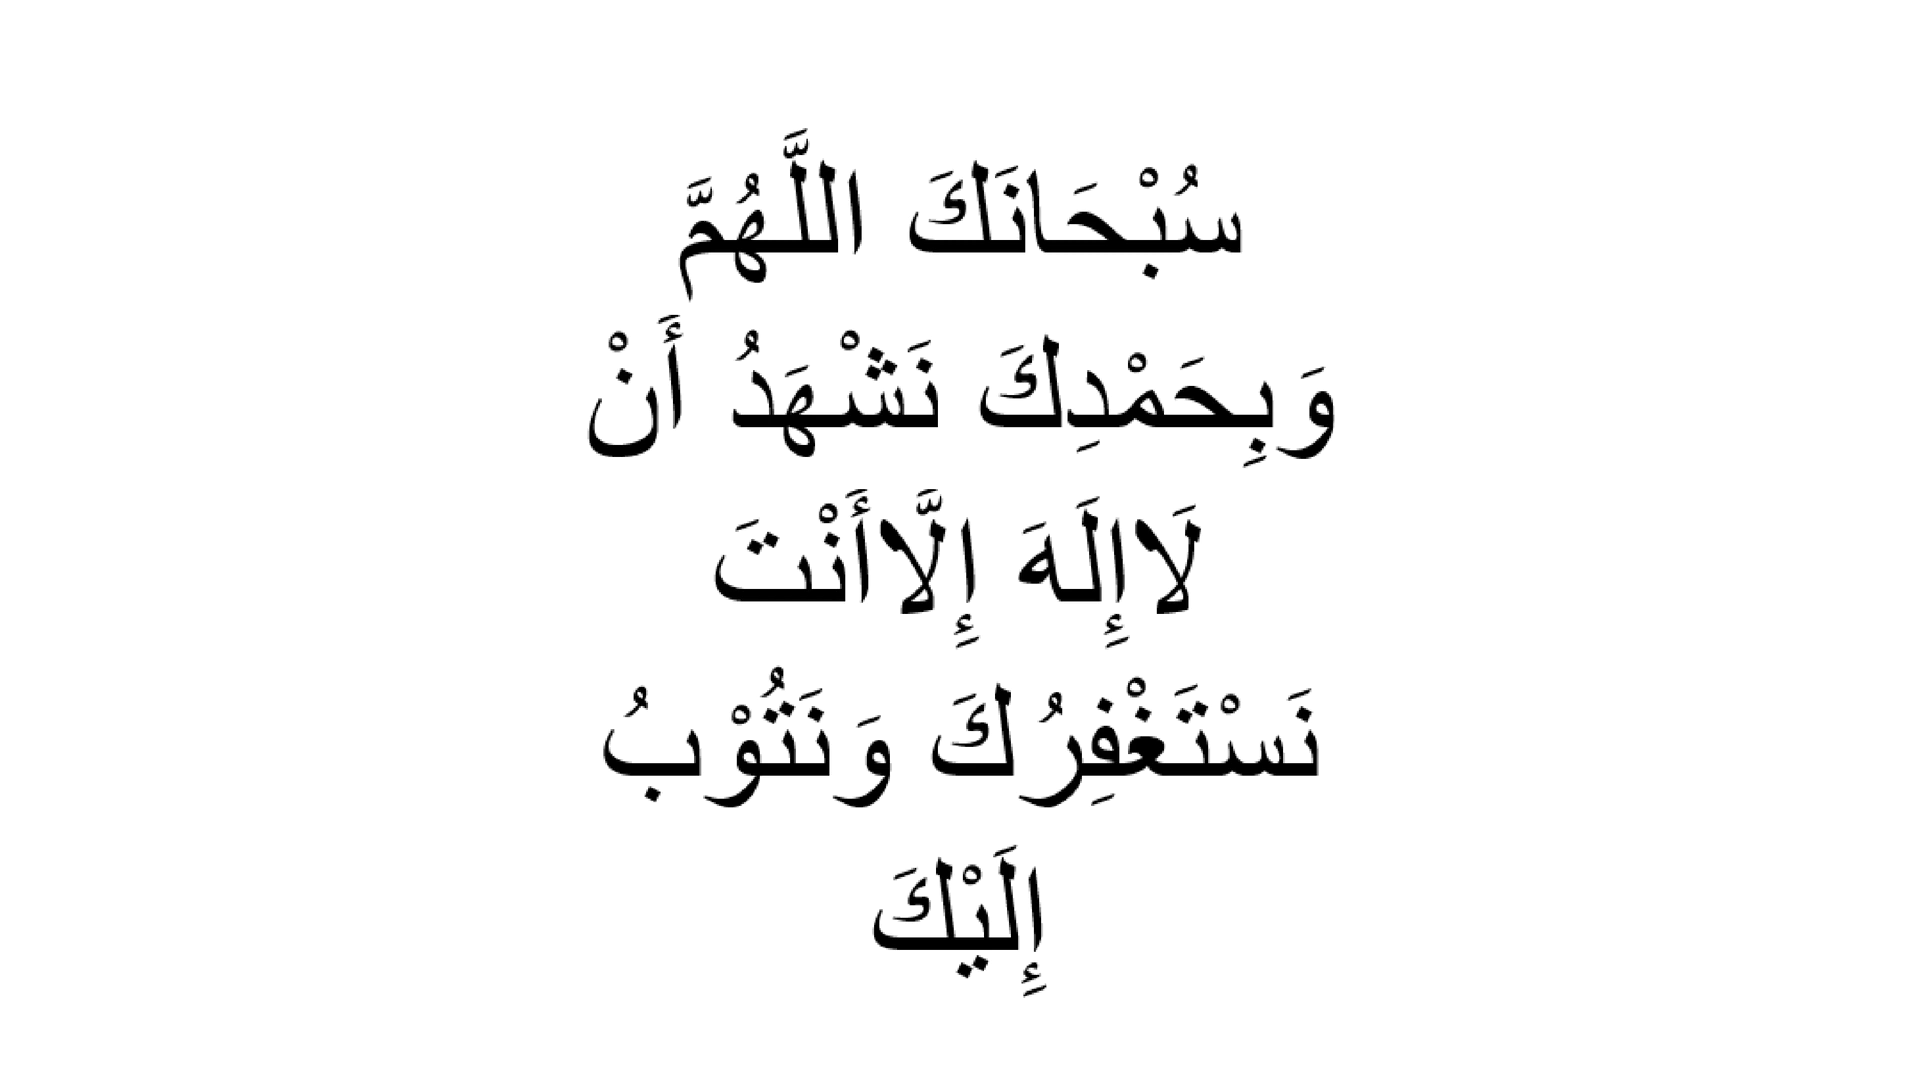 سُبْحَانَكَ اللَّهُمَّ
وَبِحَمْدِكَ نَشْهَدُ أَنْ
لَاإِلَهَ إِلَّاأَنْتَ
نَسْتَغْفِرُكَ وَنَتُوْبُ
إِلَيْكَ